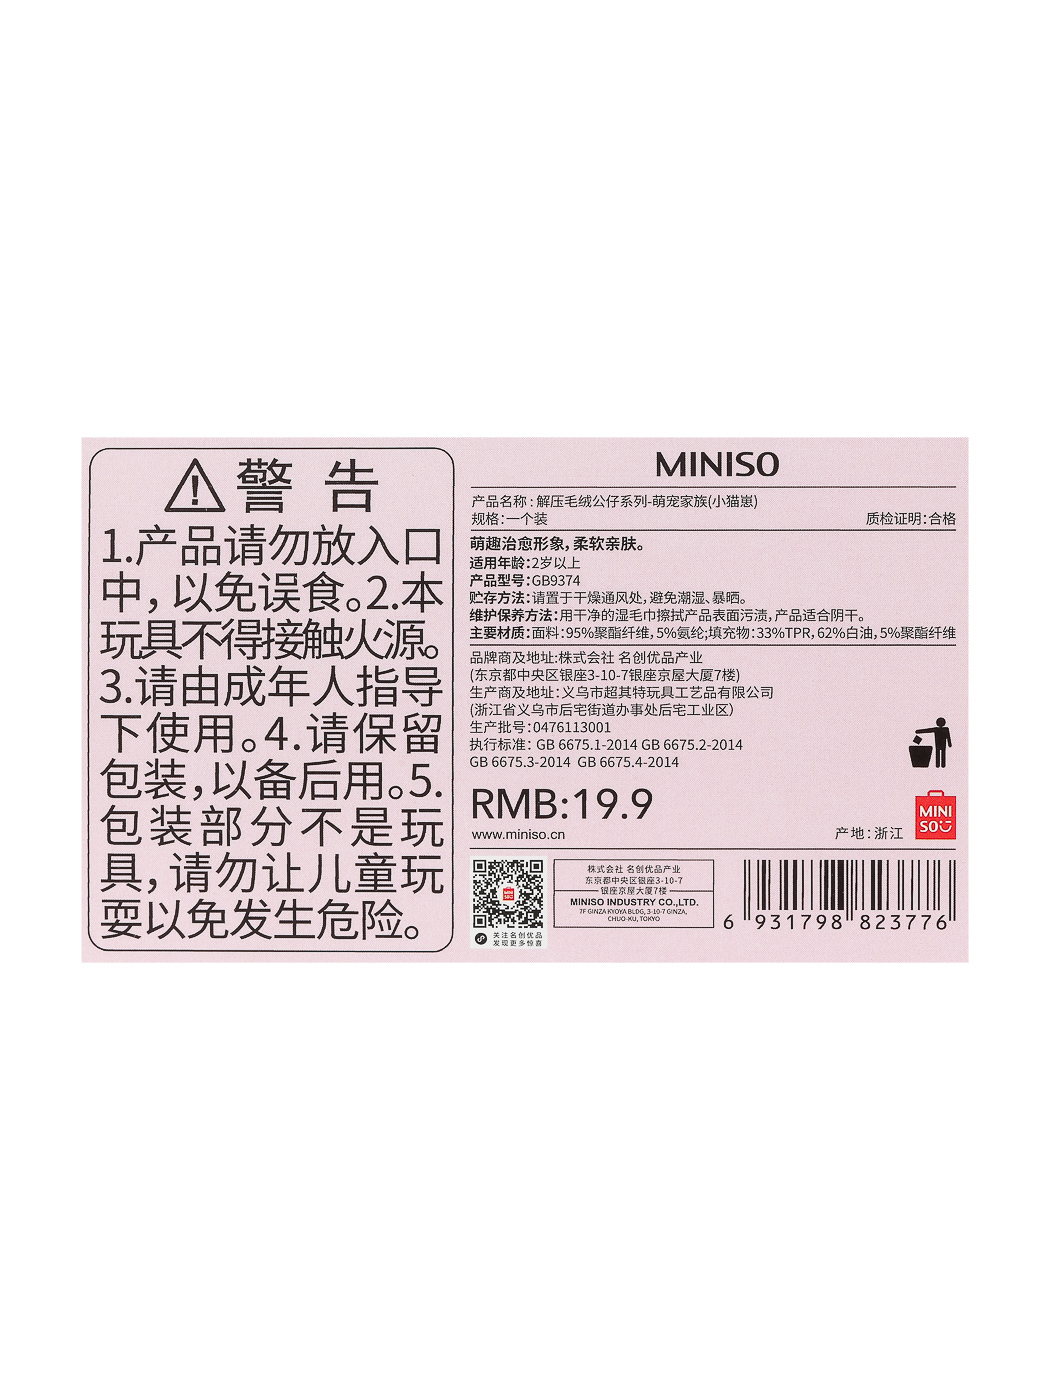 警 告
1.产品请勿放入口
中，以免误食。2.本
玩具不得接触火源。
3.请由成年人指导
下使用。4.请保留
包装，以备后用。5.
包装部分不是玩
具，请勿让儿童玩
耍以免发生危险。
MINISO
产品名称：解压毛绒公仔系列-萌宠家族(小猫崽)
规格：一个装 质检证明：合格
萌趣治愈形象，柔软亲肤。
适用年龄：2岁以上
产品型号：GB9374
贮存方法：请置于干燥通风处，避免潮湿、暴晒。
维护保养方法：用干净的湿毛巾擦拭产品表面污渍，产品适合阴干。
主要材质：面料：95%聚酯纤维，5%氨纶；填充物：33%TPR，62%白油，5%聚酯纤维
品牌商及地址：株式会社 名创优品产业
(东京都中央区银座3-10-7银座京屋大厦7楼)
生产商及地址：义乌市超其特玩具工艺品有限公司
(浙江省义乌市后宅街道办事处后宅工业区)
生产批号：0476113001
执行标准：GB 6675.1-2014 GB 6675.2-2014
GB 6675.3-2014 GB 6675.4-2014
RMB:19.9
www.miniso.cn 产地：浙江
MINI
SO
关注名创优品
发现更多惊喜
株式会社 名创优品产业
东京都中央区银座3-10-7
银座京屋大厦7楼
MINISO INDUSTRY CO.,LTD.
7F GINZA KYOYA BLDG, 3-10-7 GINZA,
CHUO-KU, TOKYO
6 931798 823776